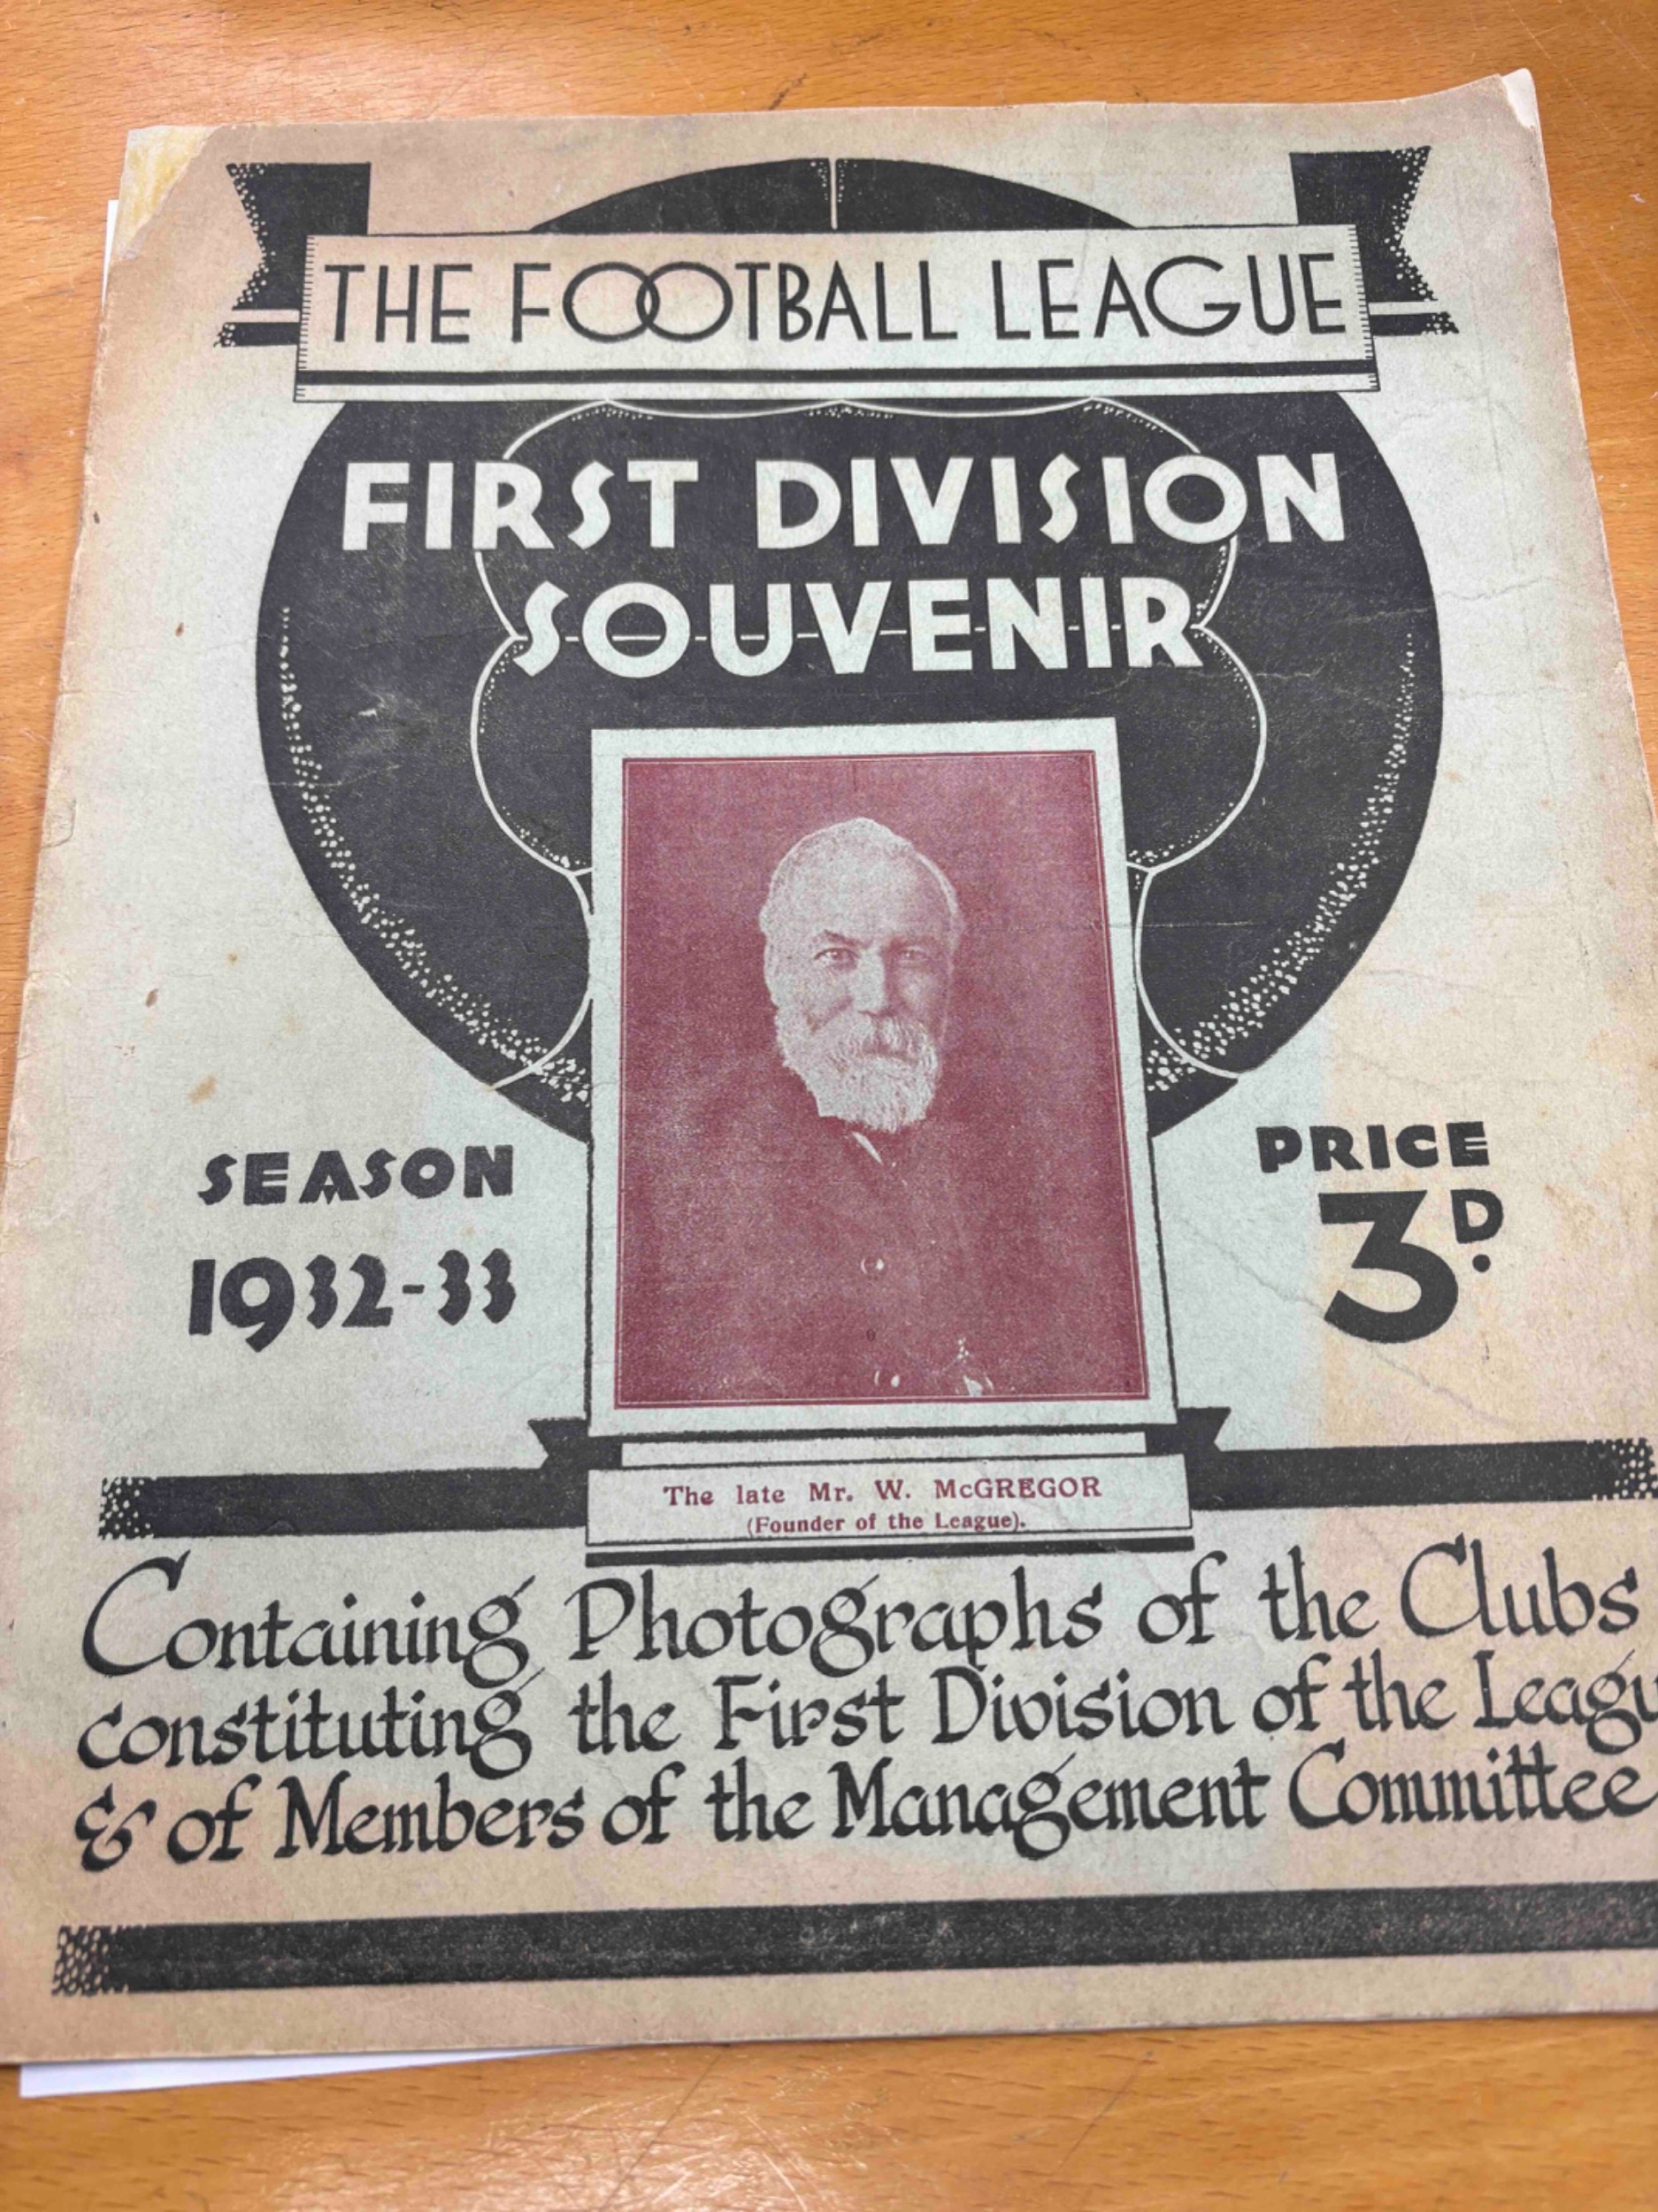 THE FOOTBALL LEAGUE
FIRST DIVISION
SOUVENIR
SEASON
1932-33
PRICE
3D.
The late Mr. W. McGREGOR
(Founder of the League).
Containing Photographs of the Clubs
constituting the First Division of the Leagu
& of Members of the Management Committee